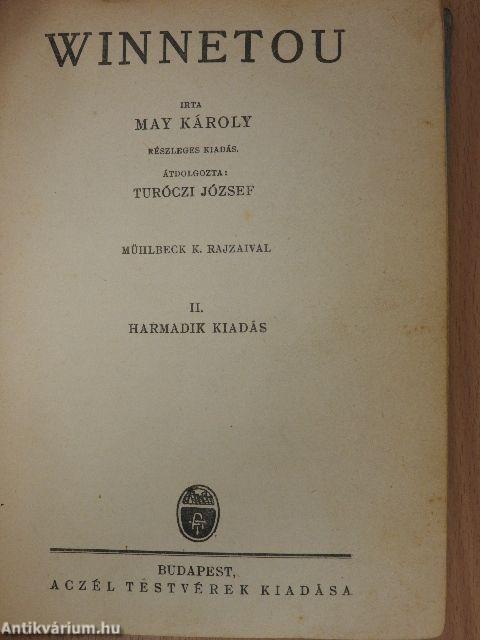 WINNETOU
IRTA
MAY KÁROLY
RÉSZLEGES KIADÁS.
ÁTDOLGOZTA:
TURÓCZI JÓZSEF
MÜHLBECK K. RAJZAIVAL
II.
HARMADIK KIADÁS
BUDAPEST,
ACZÉL TESTVÉREK KIADÁSA
Antikvárium.hu